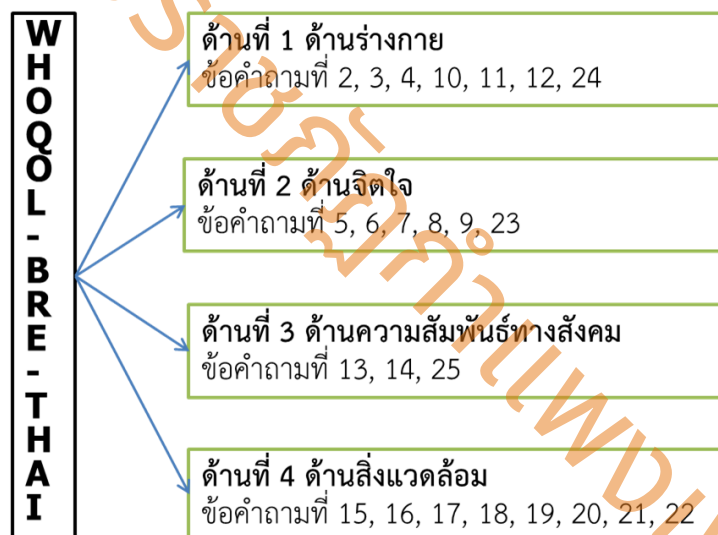 WHOQOL-BRE-THAI
ด้านที่ 1 ด้านร่างกาย
ข้อคำถามที่ 2, 3, 4, 10, 11, 12, 24
ด้านที่ 2 ด้านจิตใจ
ข้อคำถามที่ 5, 6, 7, 8, 9, 23
ด้านที่ 3 ด้านความสัมพันธ์ทางสังคม
ข้อคำถามที่ 13, 14, 25
ด้านที่ 4 ด้านสิ่งแวดล้อม
ข้อคำถามที่ 15, 16, 17, 18, 19, 20, 21, 22